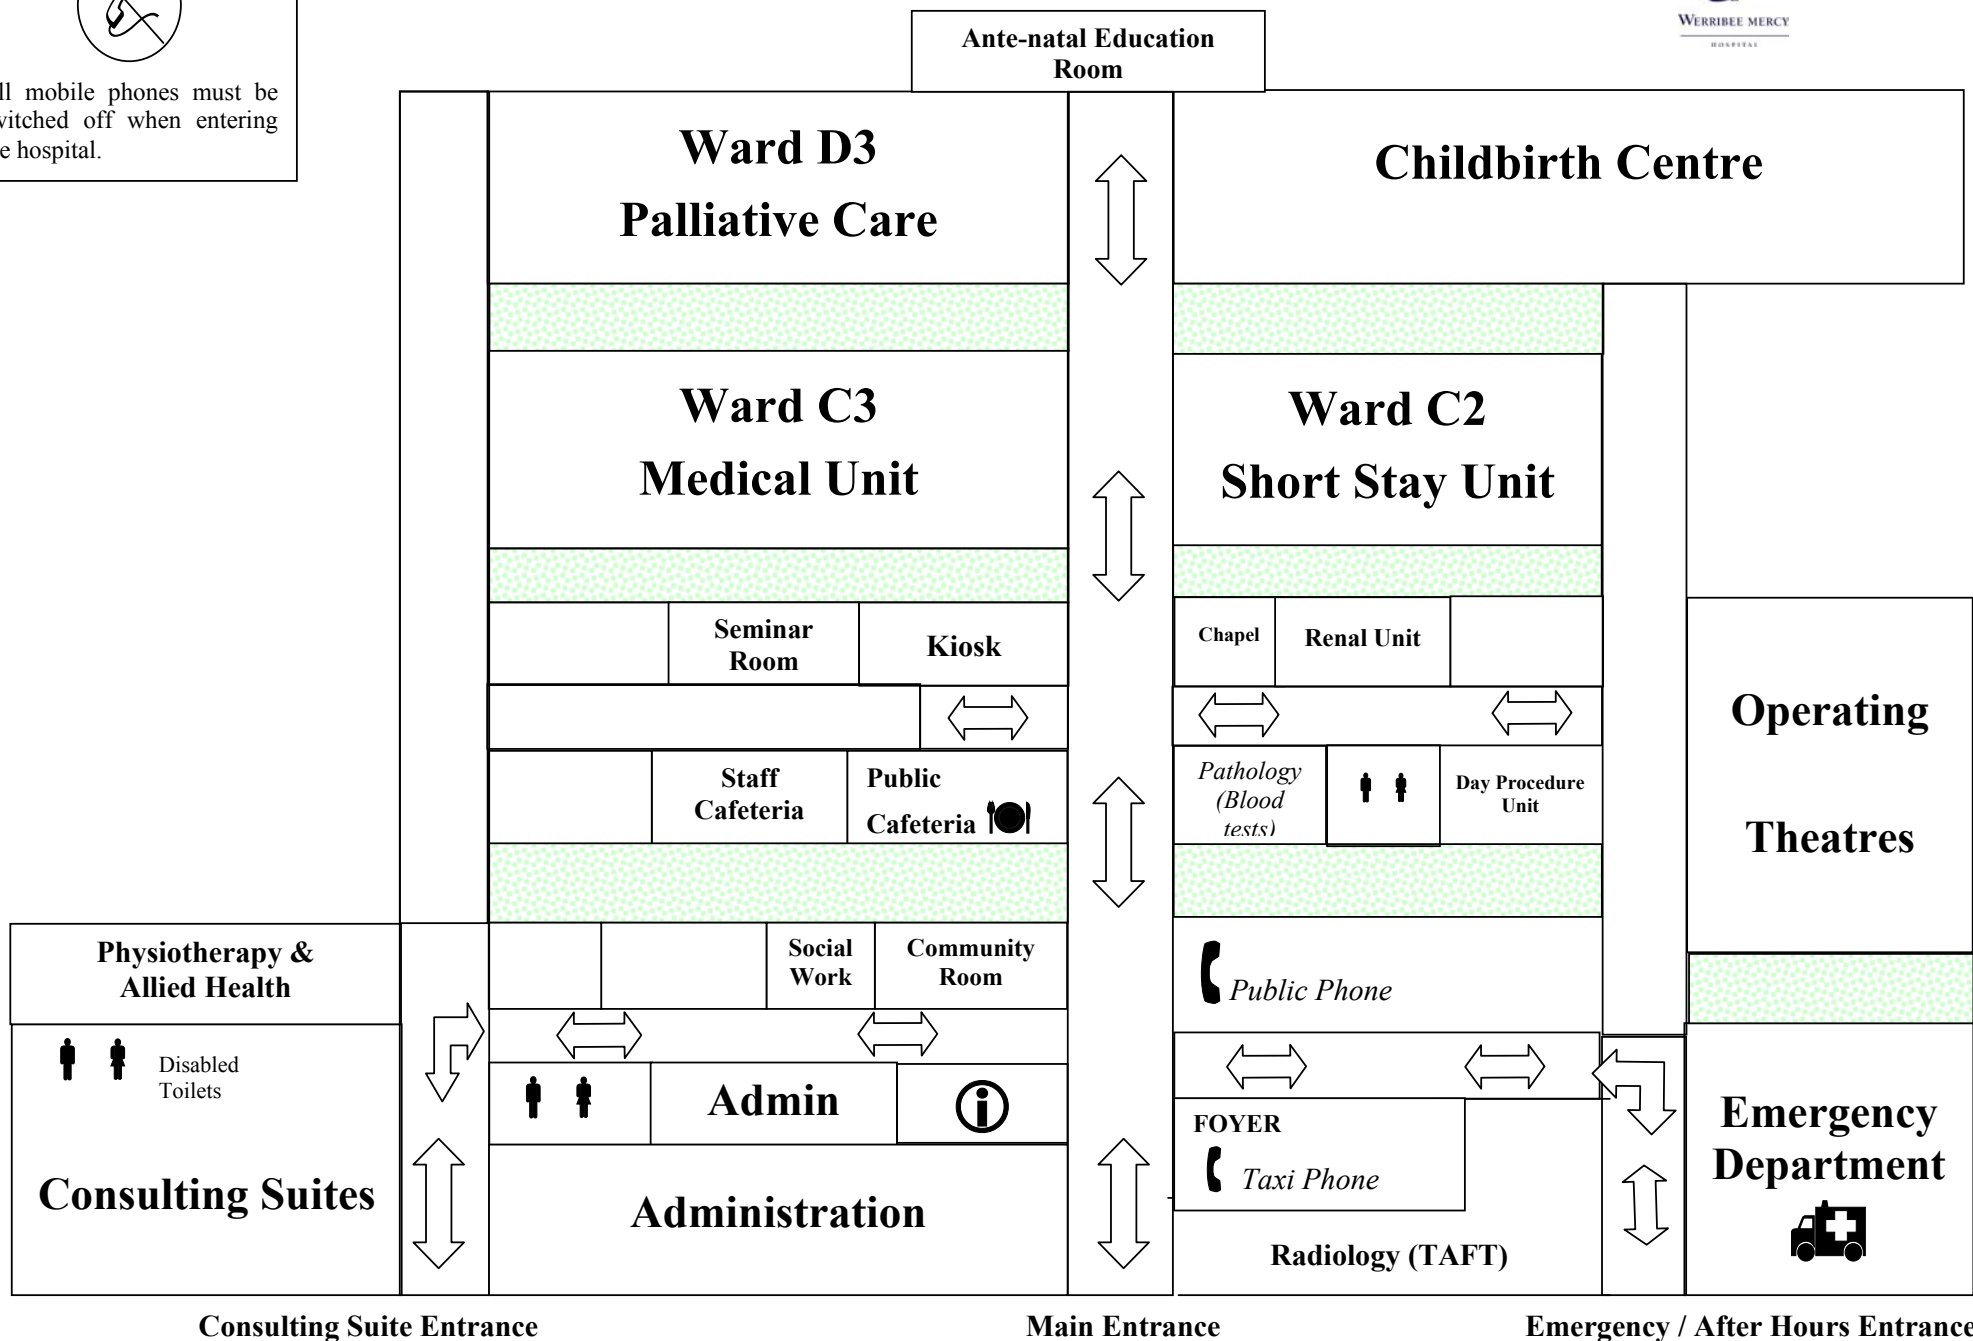 WERRIBEE MERCY
HOSPITAL
ll mobile phones must be
witched off when entering
e hospital.
Ante-natal Education
Room
Ward D3
Palliative Care
Childbirth Centre
Ward C3
Medical Unit
Ward C2
Short Stay Unit
Seminar
Room
Kiosk
Chapel
Renal Unit
Operating
Theatres
Staff
Cafeteria
Public
Cafeteria
Pathology
(Blood
tests)
Day Procedure
Unit
Physiotherapy &
Allied Health
Social
Work
Community
Room
Public Phone
Disabled
Toilets
Consulting Suites
Admin
Administration
FOYER
Taxi Phone
Radiology (TAFT)
Emergency
Department
Consulting Suite Entrance
Main Entrance
Emergency / After Hours Entrance